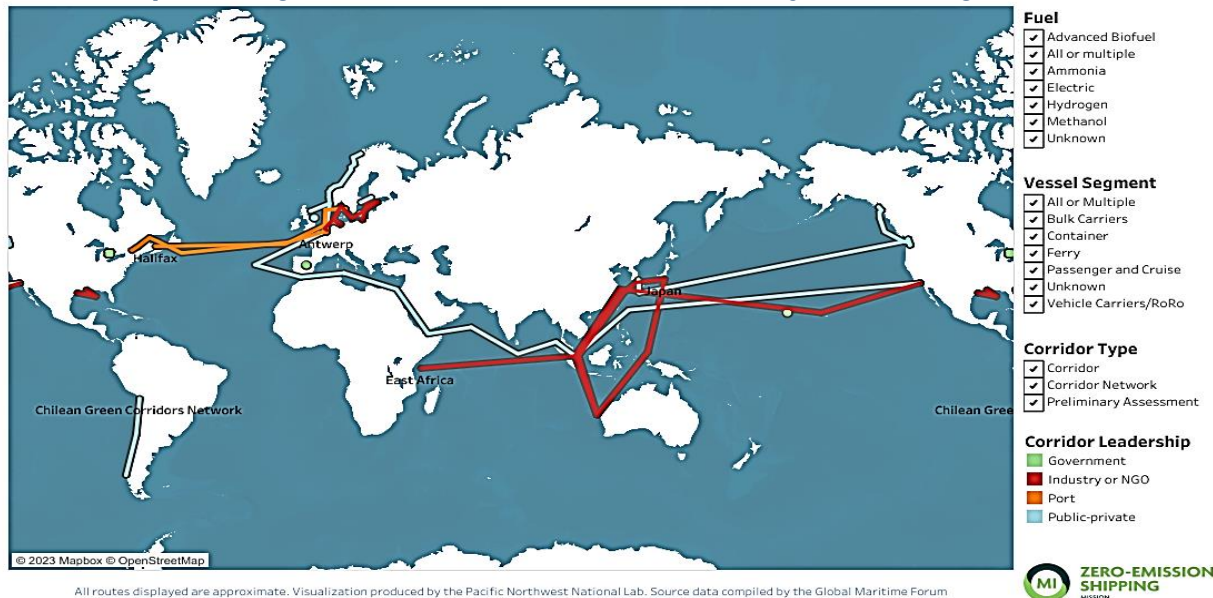 Fuel
Advanced Biofuel
All or multiple
Ammonia
Electric
Hydrogen
Methanol
Unknown
Vessel Segment
All or Multiple
Bulk Carriers
Container
Ferry
Passenger and Cruise
Unknown
Vehicle Carriers/RoRo
Corridor Type
Corridor
Corridor Network
Preliminary Assessment
Corridor Leadership
Government
Industry or NGO
Port
Public-private
Antwerp
Halifax
Japan
East Africa
Chilean Green Corridors Network
Chilean Gree
© 2023 Mapbox © OpenStreetMap
All routes displayed are approximate. Visualization produced by the Pacific Northwest National Lab. Source data compiled by the Global Maritime Forum
MI
ZERO-EMISSION
SHIPPING
MISSION